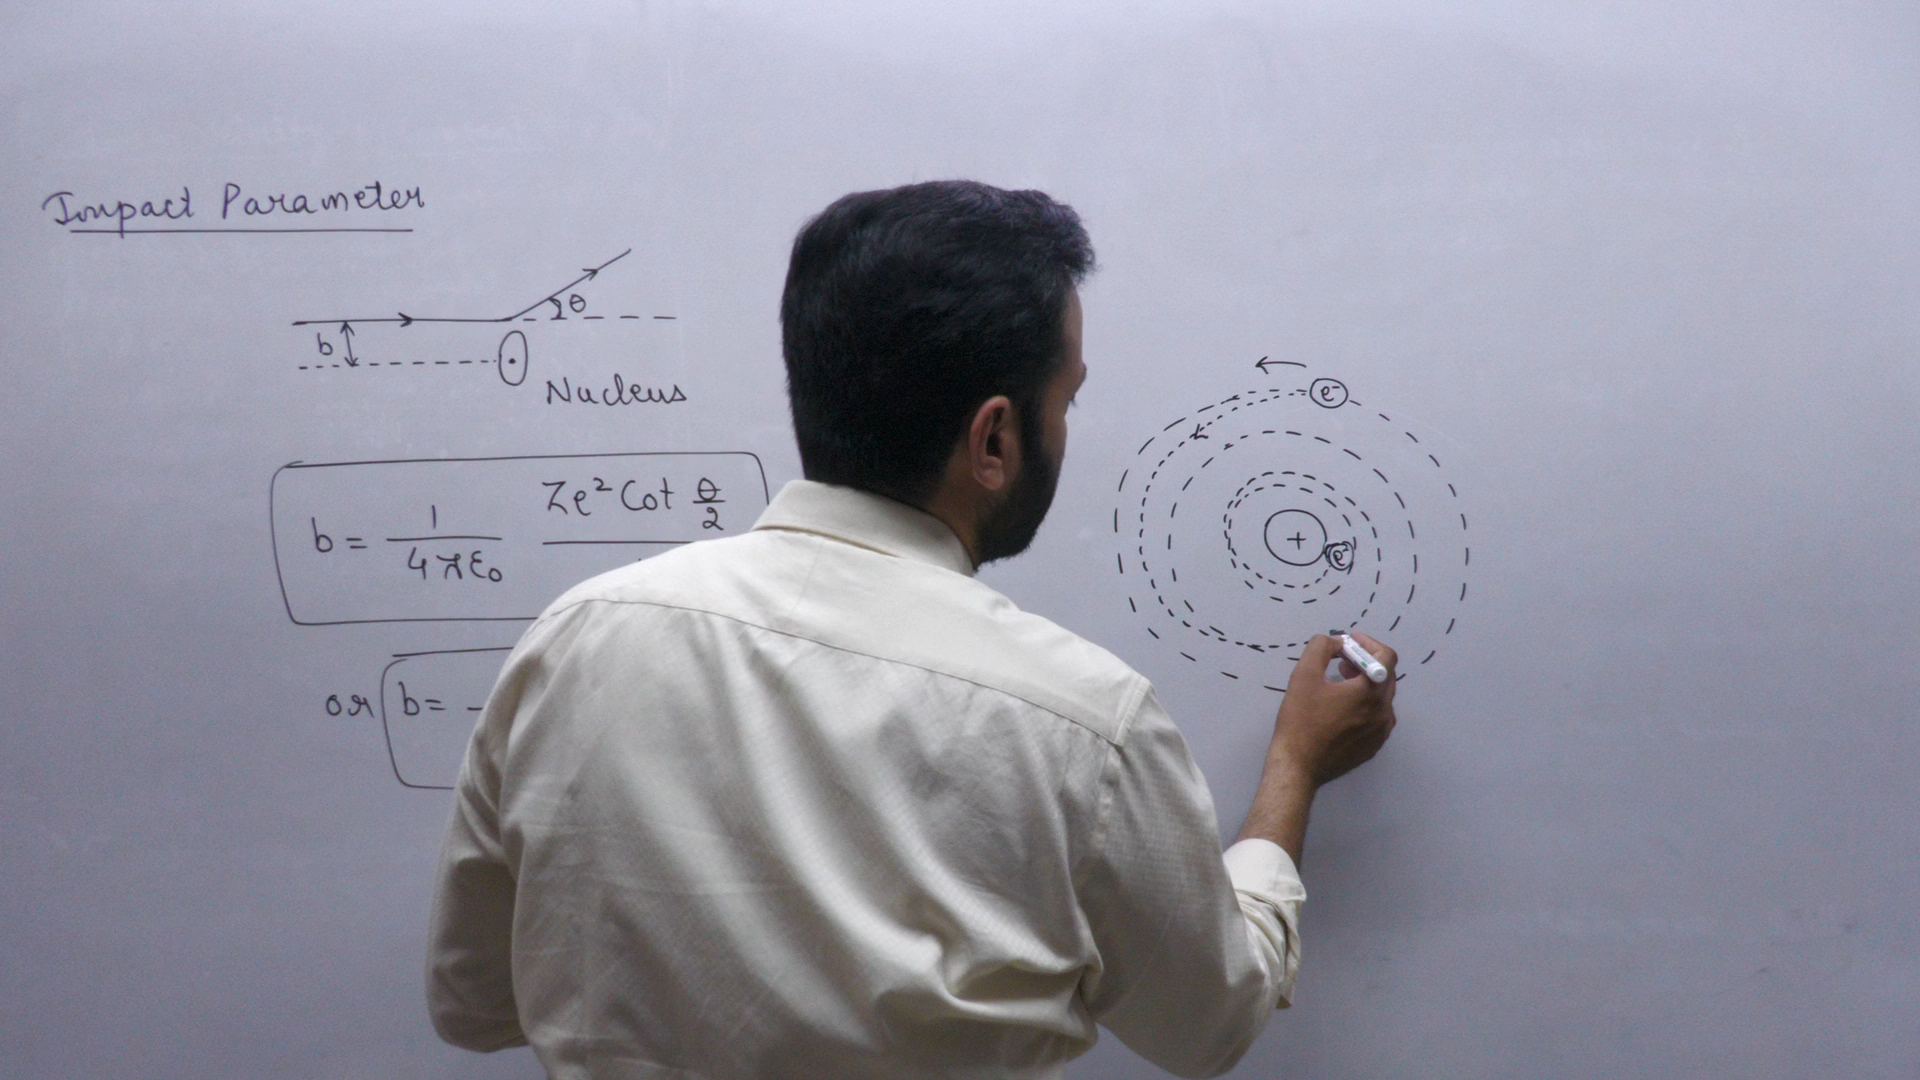 Impact Parameter
θ
b
Nucleus
b = 1/4πε₀ Ze² Cot θ/2
or b = -
e⁻
+
e⁻